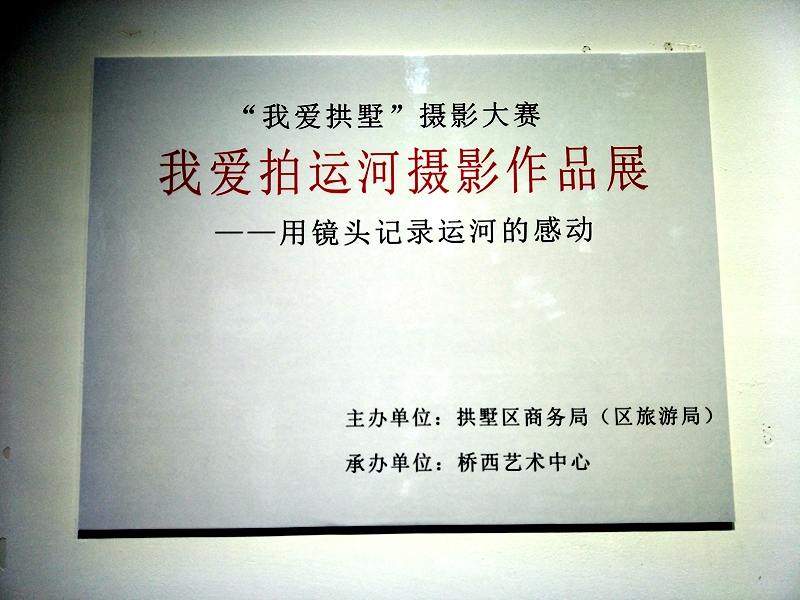 “我爱拱墅”摄影大赛
我爱拍运河摄影作品展
——用镜头记录运河的感动
主办单位：拱墅区商务局（区旅游局）
承办单位：桥西艺术中心